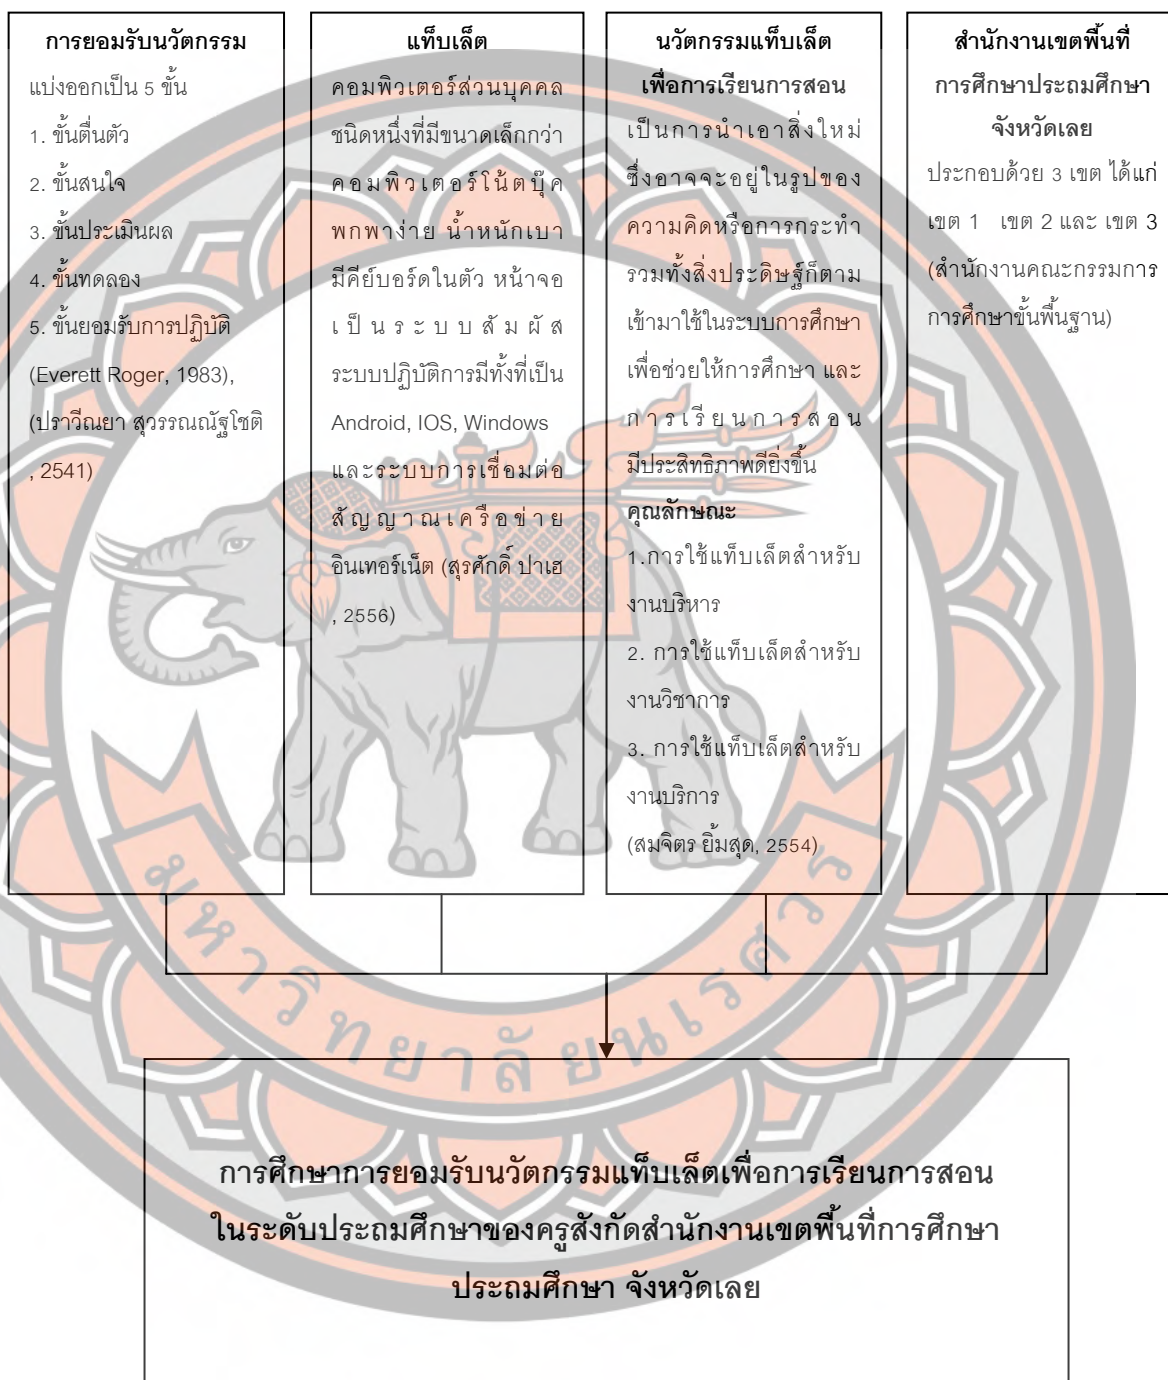 การยอมรับนวัตกรรม
แบ่งออกเป็น 5 ขั้น
1. ขั้นตื่นตัว
2. ขั้นสนใจ
3. ขั้นประเมินผล
4. ขั้นทดลอง
5. ขั้นยอมรับการปฏิบัติ
(Everett Roger, 1983),
(ปราวีณยา สุวรรณณัฐโชติ
, 2541)
แท็บเล็ต
คอมพิวเตอร์ส่วนบุคคล
ชนิดหนึ่งที่มีขนาดเล็กกว่า
คอมพิวเตอร์โน้ตบุ๊ค
พกพาง่าย น้ำหนักเบา
มีคีย์บอร์ดในตัว หน้าจอ
เป็นระบบสัมผัส
ระบบปฏิบัติการมีทั้งที่เป็น
Android, IOS, Windows
และระบบการเชื่อมต่อ
สัญญาณเครือข่าย
อินเทอร์เน็ต (สุรศักดิ์ ปาเฮ
, 2556)
นวัตกรรมแท็บเล็ต
เพื่อการเรียนการสอน
เป็นการนำเอาสิ่งใหม่
ซึ่งอาจจะอยู่ในรูปของ
ความคิดหรือการกระทำ
รวมทั้งสิ่งประดิษฐ์ก็ตาม
เข้ามาใช้ในระบบการศึกษา
เพื่อช่วยให้การศึกษา และ
การเรียนการสอน
มีประสิทธิภาพดียิ่งขึ้น
คุณลักษณะ
1.การใช้แท็บเล็ตสำหรับ
งานบริหาร
2. การใช้แท็บเล็ตสำหรับ
งานวิชาการ
3. การใช้แท็บเล็ตสำหรับ
งานบริการ
(สมจิตร ยิ้มสุด, 2554)
สำนักงานเขตพื้นที่
การศึกษาประถมศึกษา
จังหวัดเลย
ประกอบด้วย 3 เขต ได้แก่
เขต 1 เขต 2 และ เขต 3
(สำนักงานคณะกรรมการ
การศึกษาขั้นพื้นฐาน)
มหาวิทยาลัยนเรศวร
การศึกษาการยอมรับนวัตกรรมแท็บเล็ตเพื่อการเรียนการสอน
ในระดับประถมศึกษาของครูสังกัดสำนักงานเขตพื้นที่การศึกษา
ประถมศึกษา จังหวัดเลย